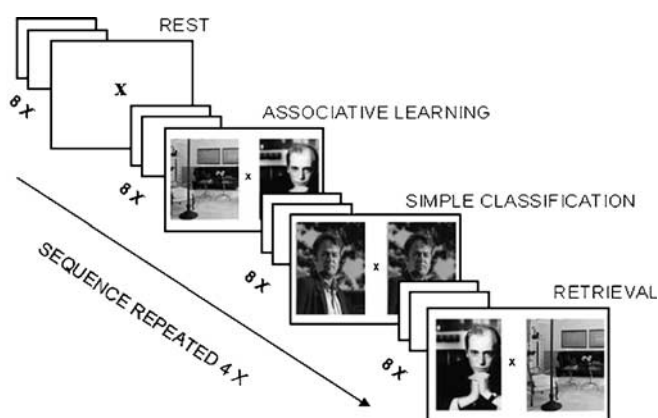 REST
x
8 X
ASSOCIATIVE LEARNING
x
8 X
SIMPLE CLASSIFICATION
x
8 X
RETRIEVAL
x
8 X
SEQUENCE REPEATED 4 X